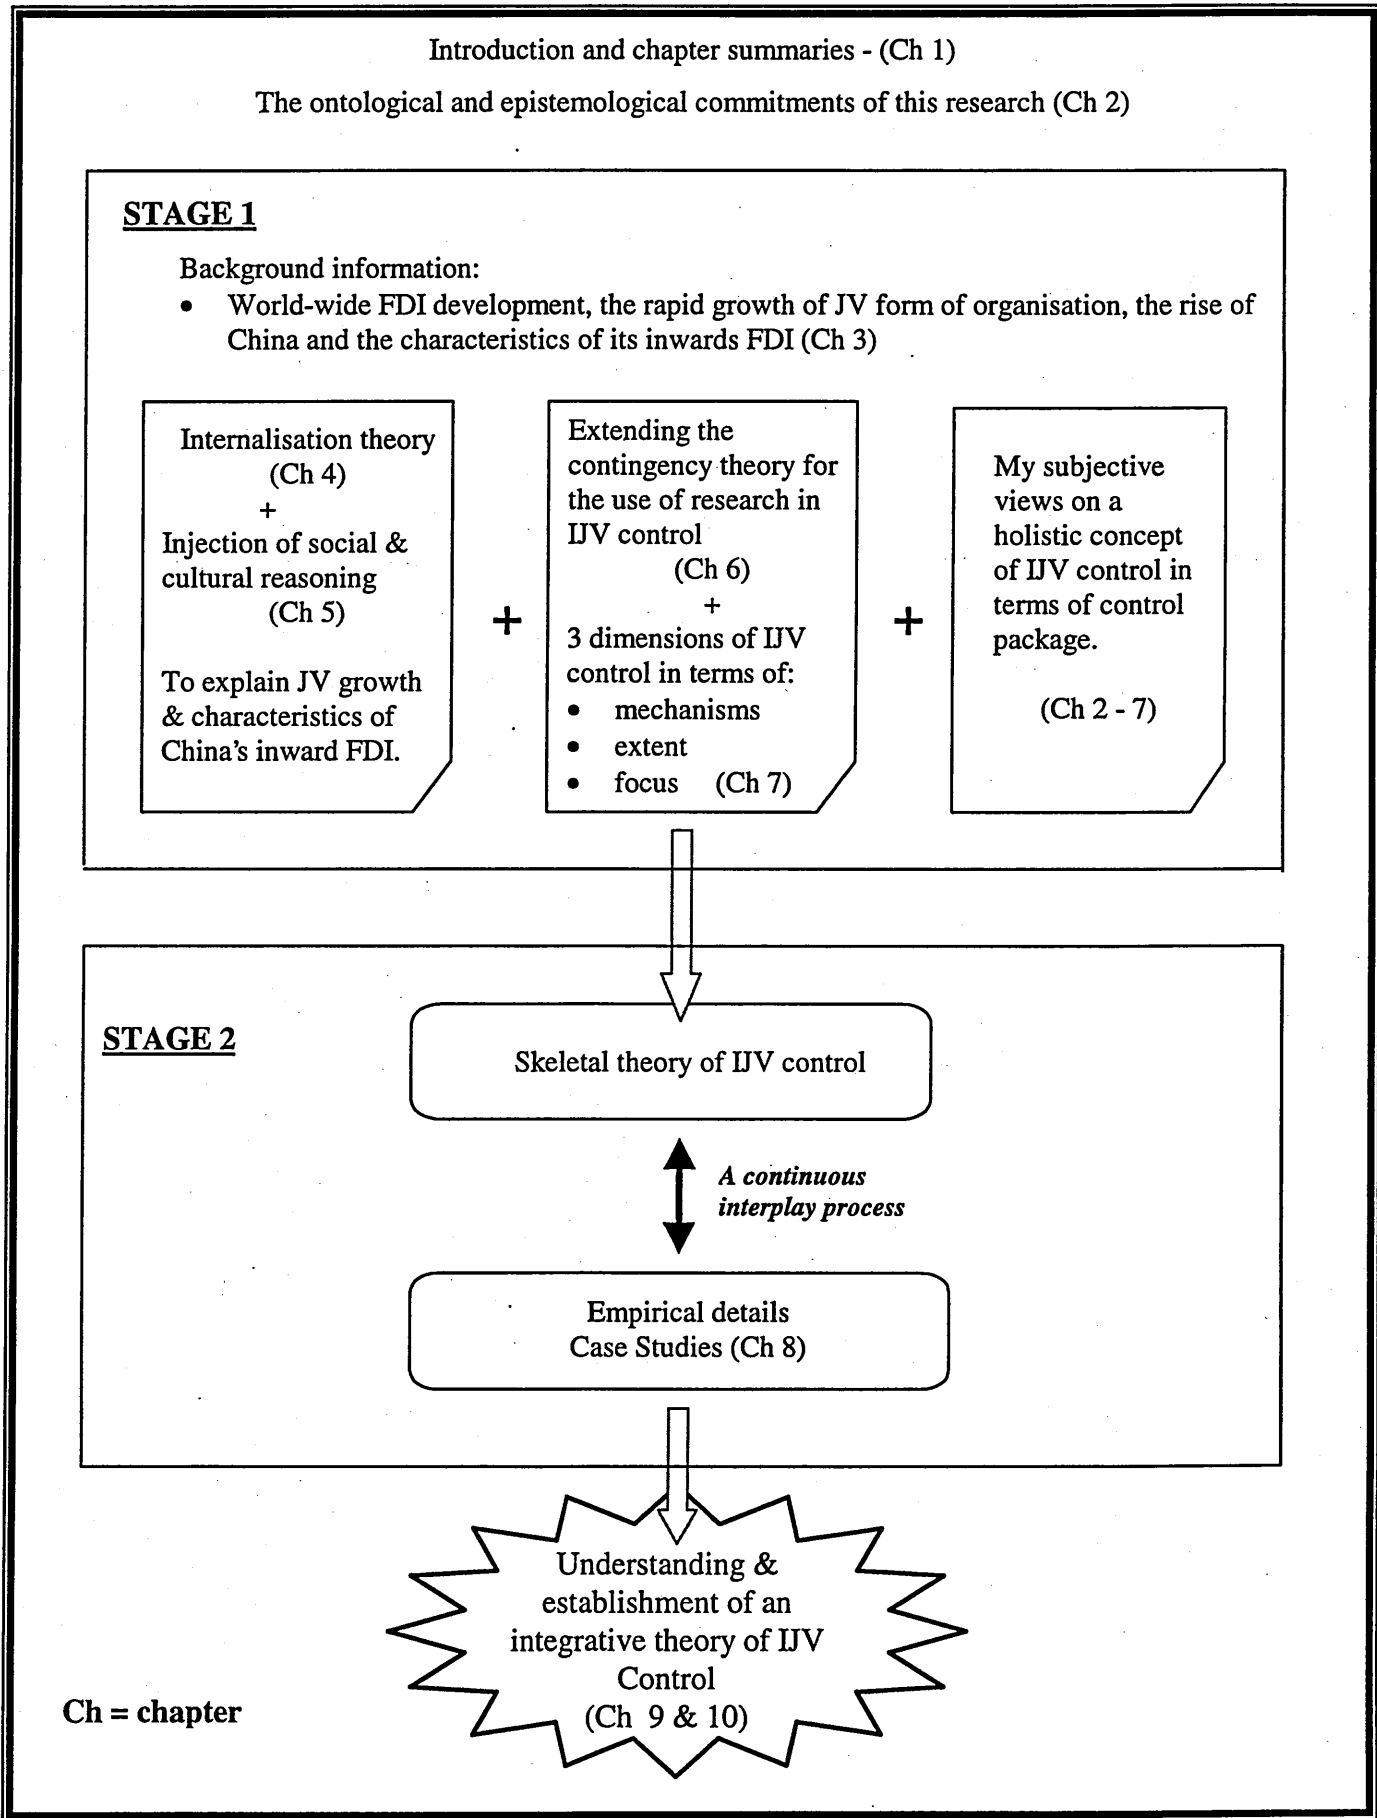 Introduction and chapter summaries - (Ch 1)
The ontological and epistemological commitments of this research (Ch 2)
STAGE 1
Background information:
• World-wide FDI development, the rapid growth of JV form of organisation, the rise of
China and the characteristics of its inwards FDI (Ch 3)
Internalisation theory
(Ch 4)
+
Injection of social &
cultural reasoning
(Ch 5)
To explain JV growth
& characteristics of
China's inward FDI.
+
Extending the
contingency theory for
the use of research in
IJV control
(Ch 6)
+
3 dimensions of IJV
control in terms of:
• mechanisms
• extent
• focus (Ch 7)
+
My subjective
views on a
holistic concept
of IJV control in
terms of control
package.
(Ch 2 - 7)
STAGE 2
Skeletal theory of IJV control
A continuous
interplay process
Empirical details
Case Studies (Ch 8)
Understanding &
establishment of an
integrative theory of IJV
Control
(Ch 9 & 10)
Ch = chapter